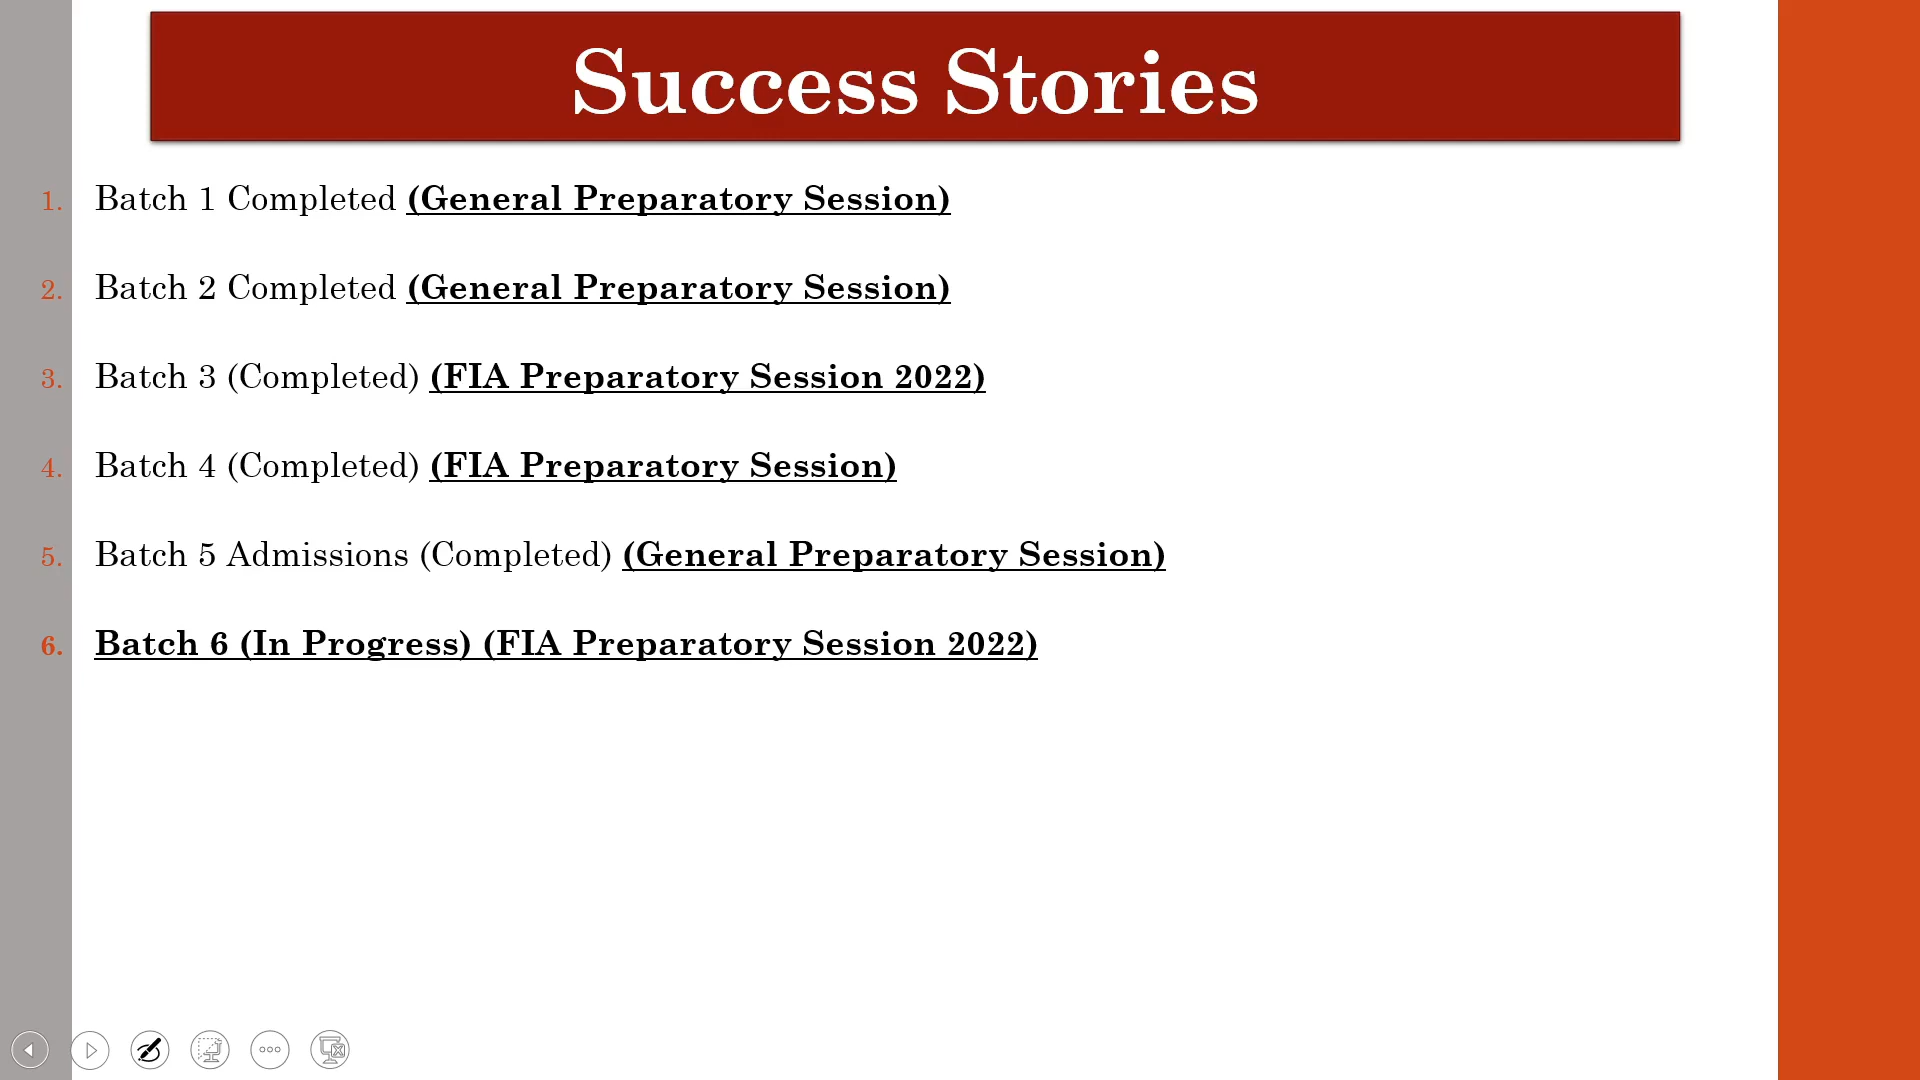 Success Stories
1. Batch 1 Completed (General Preparatory Session)
2. Batch 2 Completed (General Preparatory Session)
3. Batch 3 (Completed) (FIA Preparatory Session 2022)
4. Batch 4 (Completed) (FIA Preparatory Session)
5. Batch 5 Admissions (Completed) (General Preparatory Session)
6. Batch 6 (In Progress) (FIA Preparatory Session 2022)